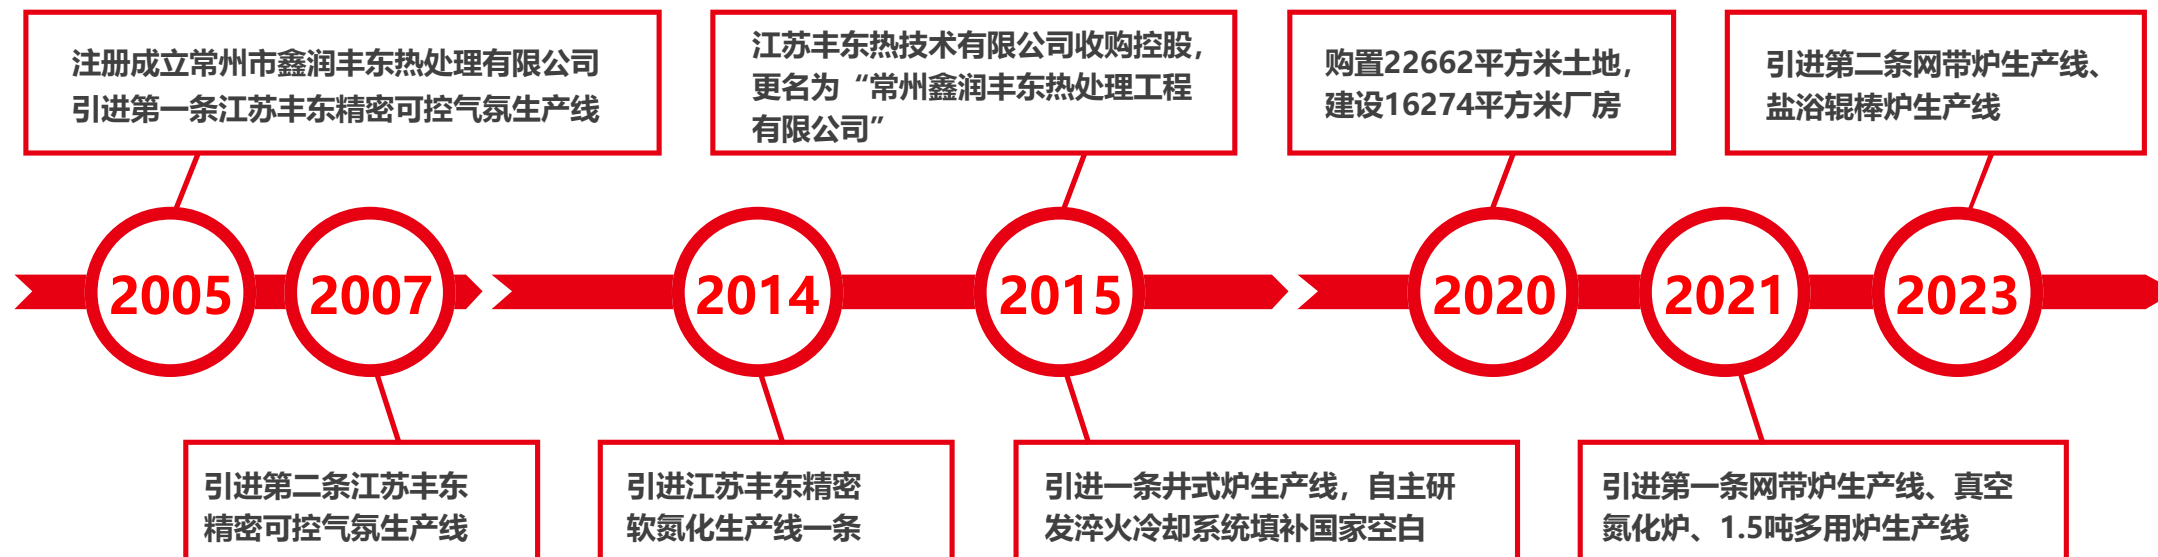 注册成立常州市鑫润丰东热处理有限公司
引进第一条江苏丰东精密可控气氛生产线
江苏丰东热技术有限公司收购控股，
更名为“常州鑫润丰东热处理工程
有限公司”
购置22662平方米土地，
建设16274平方米厂房
引进第二条网带炉生产线、
盐浴辊棒炉生产线
2005
2007
2014
2015
2020
2021
2023
引进第二条江苏丰东
精密可控气氛生产线
引进江苏丰东精密
软氮化生产线一条
引进一条井式炉生产线，自主研
发淬火冷却系统填补国家空白
引进第一条网带炉生产线、真空
氮化炉、1.5吨多用炉生产线